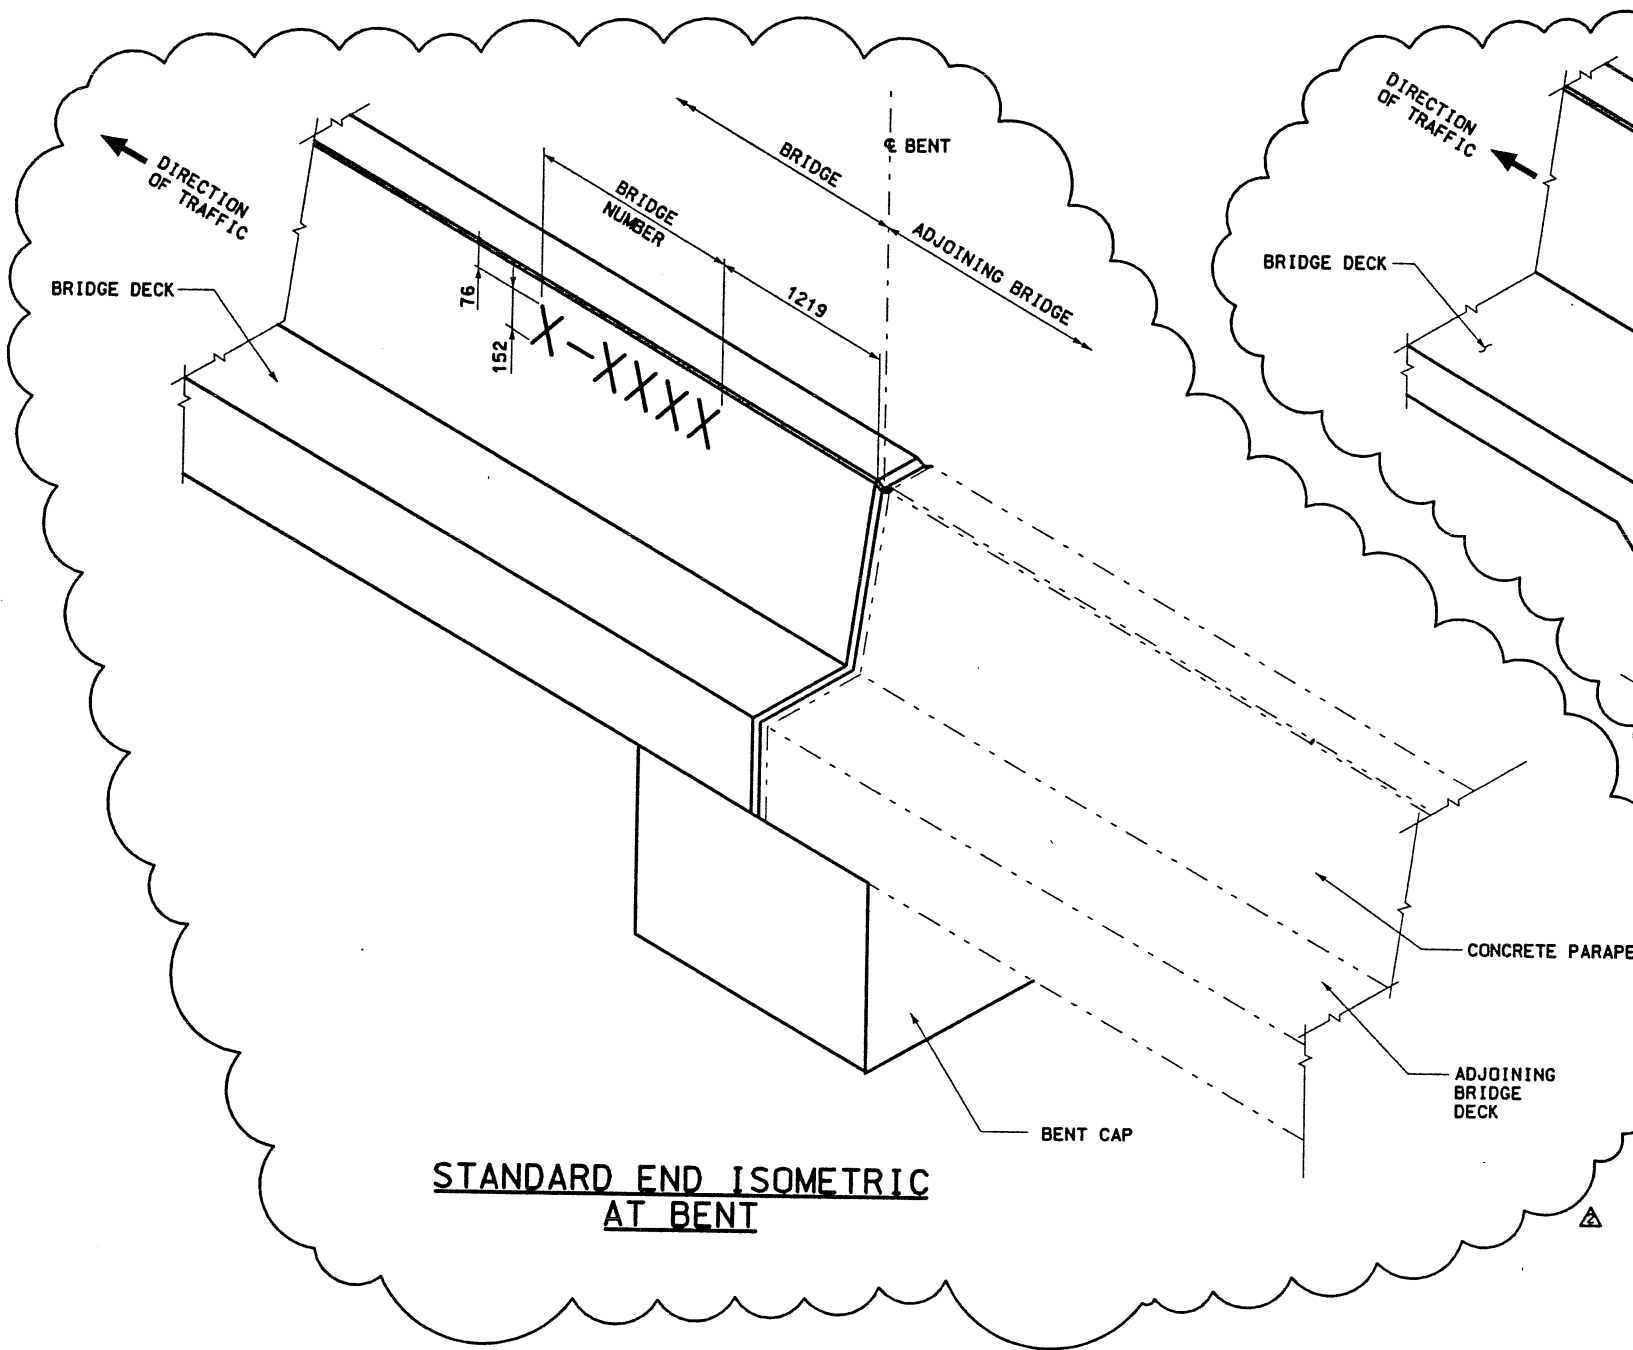 DIRECTION
OF TRAFFIC
BRIDGE DECK
76
152
BRIDGE
NUMBER
X-XXXX
1219
BRIDGE
℄ BENT
ADJOINING BRIDGE
DIRECTION
OF TRAFFIC
BRIDGE DECK
CONCRETE PARAPE
ADJOINING
BRIDGE
DECK
BENT CAP
STANDARD END ISOMETRIC
AT BENT
2